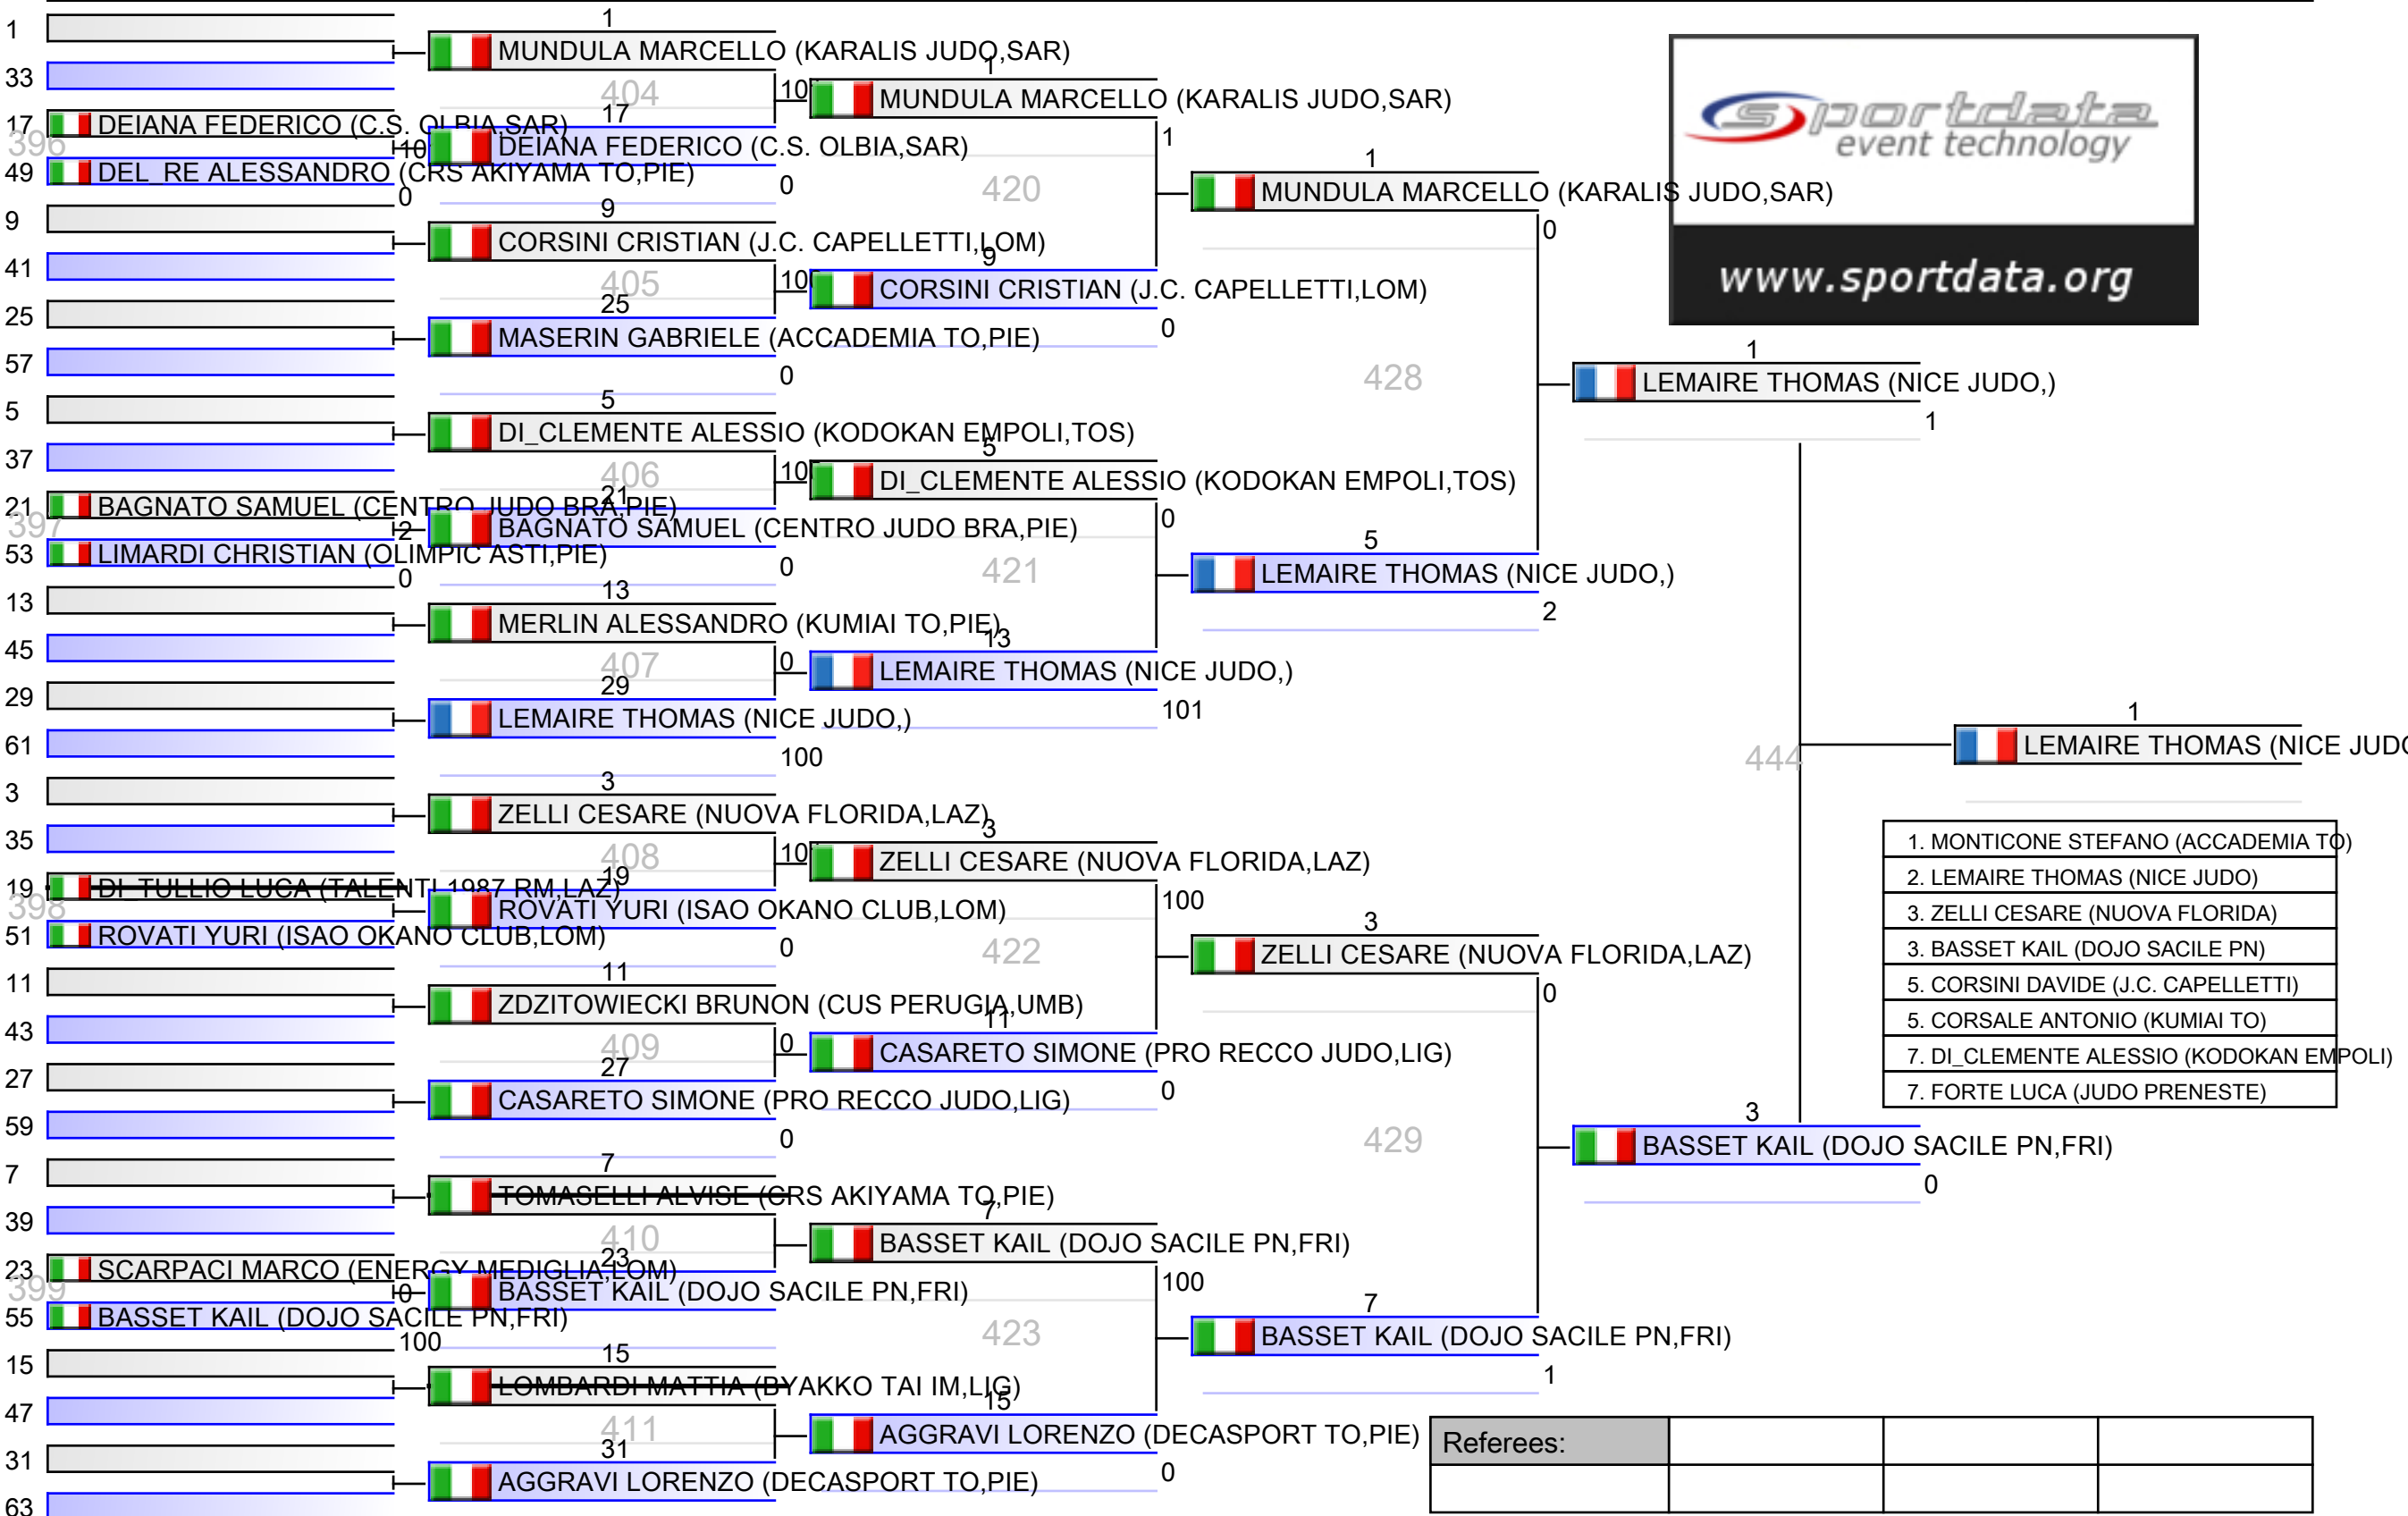 1
33
17 DEIANA FEDERICO (C.S. OLBIA,SAR)
396
10
49 DEL_RE ALESSANDRO (CRS AKIYAMA TO,PIE)
0
9
41
25
57
5
37
21 BAGNATO SAMUEL (CENTRO JUDO BRA,PIE)
397
2
53 LIMARDI CHRISTIAN (OLIMPIC ASTI,PIE)
0
13
45
29
61
3
35
19 DI_TULLIO LUCA (TALENTI 1987 RM,LAZ)
398
51 ROVATI YURI (ISAO OKANO CLUB,LOM)
11
43
27
59
7
39
23 SCARPACI MARCO (ENERGY MEDIGLIA,LOM)
399
0
55 BASSET KAIL (DOJO SACILE PN,FRI)
100
15
47
31
63
1
MUNDULA MARCELLO (KARALIS JUDO,SAR)
404
10
17
DEIANA FEDERICO (C.S. OLBIA,SAR)
0
9
CORSINI CRISTIAN (J.C. CAPELLETTI,LOM)
405
10
25
MASERIN GABRIELE (ACCADEMIA TO,PIE)
0
5
DI_CLEMENTE ALESSIO (KODOKAN EMPOLI,TOS)
406
10
21
BAGNATO SAMUEL (CENTRO JUDO BRA,PIE)
0
13
MERLIN ALESSANDRO (KUMIAI TO,PIE)
407
0
29
LEMAIRE THOMAS (NICE JUDO,)
100
3
ZELLI CESARE (NUOVA FLORIDA,LAZ)
408
10
19
ROVATI YURI (ISAO OKANO CLUB,LOM)
0
11
ZDZITOWIECKI BRUNON (CUS PERUGIA,UMB)
409
0
27
CASARETO SIMONE (PRO RECCO JUDO,LIG)
0
7
TOMASELLI ALVISE (CRS AKIYAMA TO,PIE)
410
23
BASSET KAIL (DOJO SACILE PN,FRI)
15
LOMBARDI MATTIA (BYAKKO TAI IM,LIG)
411
31
AGGRAVI LORENZO (DECASPORT TO,PIE)
1
MUNDULA MARCELLO (KARALIS JUDO,SAR)
1
420
9
CORSINI CRISTIAN (J.C. CAPELLETTI,LOM)
0
5
DI_CLEMENTE ALESSIO (KODOKAN EMPOLI,TOS)
0
421
13
LEMAIRE THOMAS (NICE JUDO,)
101
3
ZELLI CESARE (NUOVA FLORIDA,LAZ)
100
422
11
CASARETO SIMONE (PRO RECCO JUDO,LIG)
0
7
BASSET KAIL (DOJO SACILE PN,FRI)
100
423
15
AGGRAVI LORENZO (DECASPORT TO,PIE)
0
1
MUNDULA MARCELLO (KARALIS JUDO,SAR)
0
428
5
LEMAIRE THOMAS (NICE JUDO,)
2
3
ZELLI CESARE (NUOVA FLORIDA,LAZ)
0
429
7
BASSET KAIL (DOJO SACILE PN,FRI)
1
sportdata
event technology
www.sportdata.org
1
LEMAIRE THOMAS (NICE JUDO,)
1
444
3
BASSET KAIL (DOJO SACILE PN,FRI)
0
1
LEMAIRE THOMAS (NICE JUDO
1. MONTICONE STEFANO (ACCADEMIA TO)
2. LEMAIRE THOMAS (NICE JUDO)
3. ZELLI CESARE (NUOVA FLORIDA)
3. BASSET KAIL (DOJO SACILE PN)
5. CORSINI DAVIDE (J.C. CAPELLETTI)
5. CORSALE ANTONIO (KUMIAI TO)
7. DI_CLEMENTE ALESSIO (KODOKAN EMPOLI)
7. FORTE LUCA (JUDO PRENESTE)
Referees: